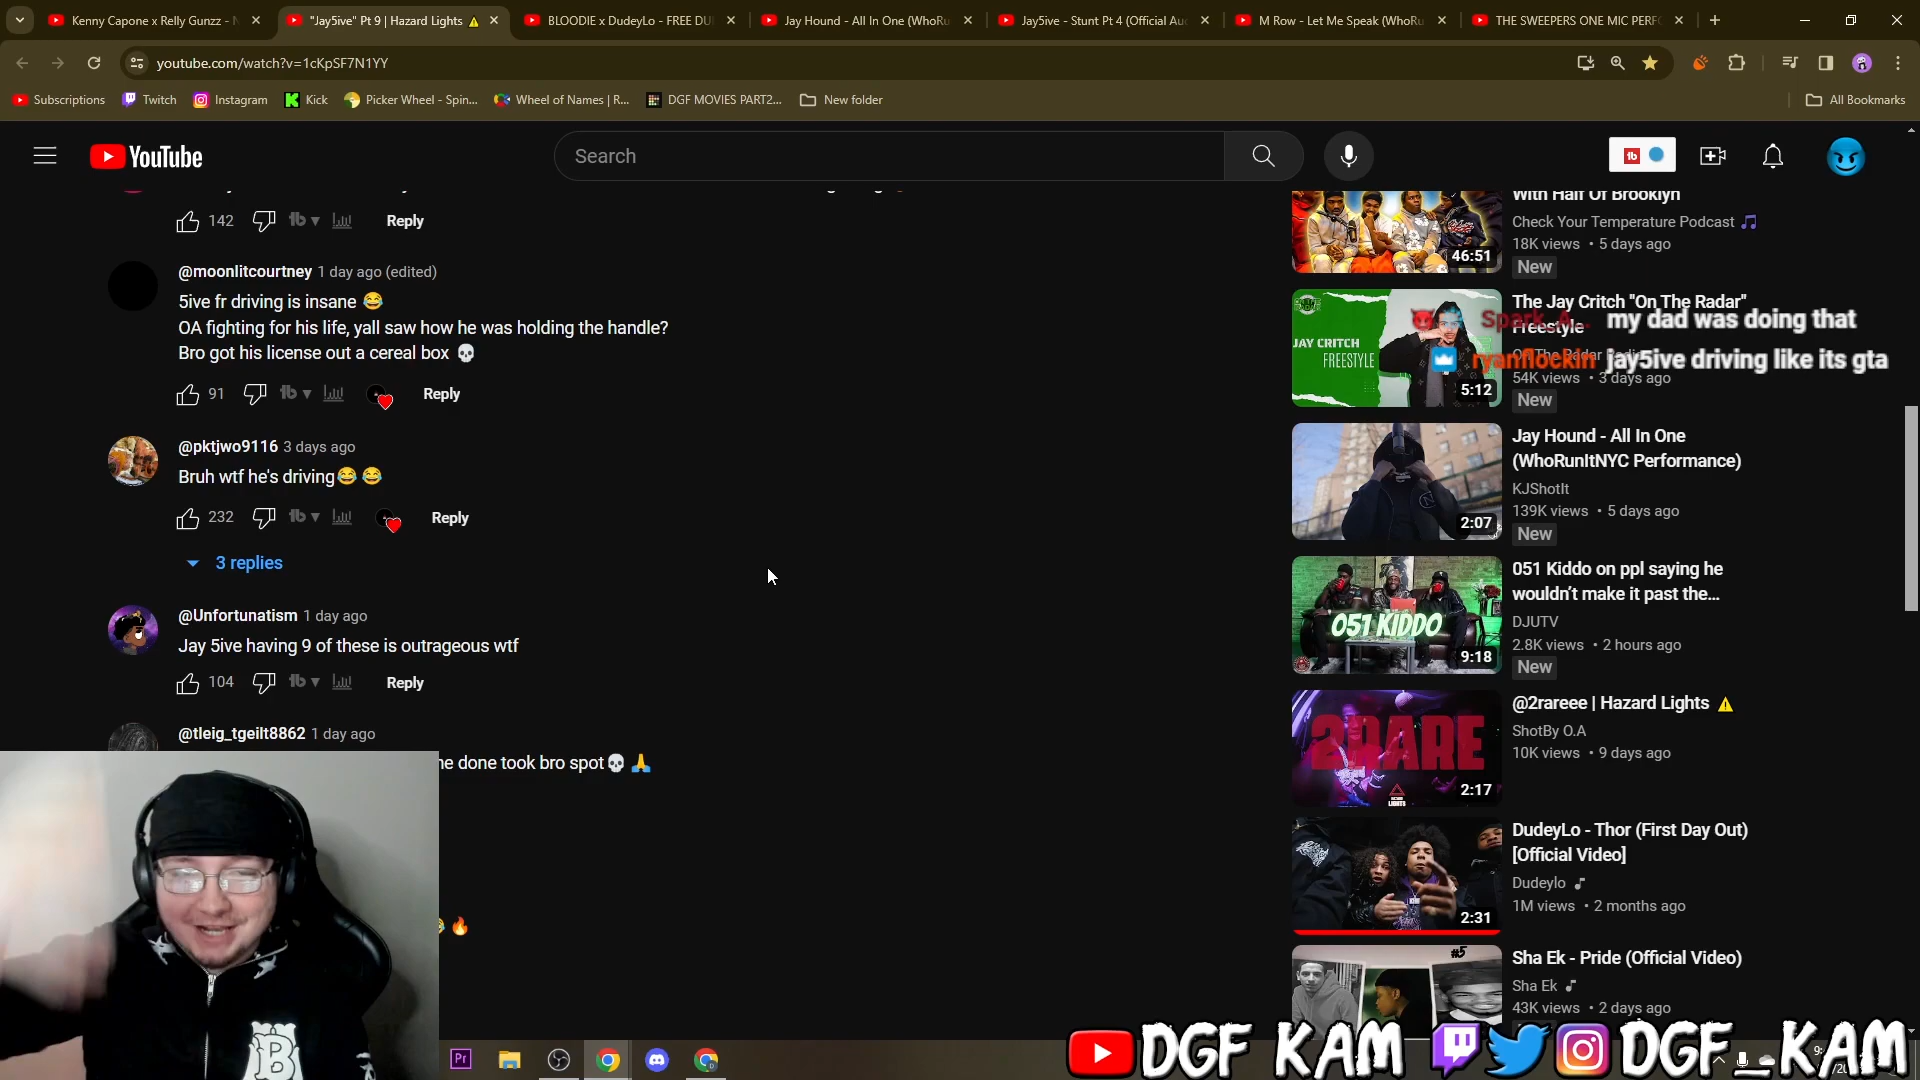 Kenny Capone x Relly Gunzz -
"Jay5ive" Pt 9 | Hazard Lights ⚠
BLOODIE x DudeyLo - FREE DU
Jay Hound - All In One (WhoRu
Jay5ive - Stunt Pt 4 (Official Au
M Row - Let Me Speak (WhoRu
THE SWEEPERS ONE MIC PERF
youtube.com/watch?v=1cKpSF7N1YY
Subscriptions
Twitch
Instagram
Kick
Picker Wheel - Spin...
Wheel of Names | R...
DGF MOVIES PART2...
New folder
All Bookmarks
YouTube
Search
142
Reply
@moonlitcourtney 1 day ago (edited)
5ive fr driving is insane 😂
OA fighting for his life, yall saw how he was holding the handle?
Bro got his license out a cereal box 💀
91
Reply
@pktjwo9116 3 days ago
Bruh wtf he's driving😂 😂
232
Reply
3 replies
@Unfortunatism 1 day ago
Jay 5ive having 9 of these is outrageous wtf
104
Reply
@tleig_tgeilt8862 1 day ago
he done took bro spot💀🙏
🔥
With Half Of Brooklyn
Check Your Temperature Podcast
18K views • 5 days ago
New
46:51
JAY CRITCH
FREESTYLE
5:12
The Jay Critch "On The Radar"
Freestyle
On The Radar Radio
54K views • 3 days ago
New
Spark_A... my dad was doing that
ryanflockin jay5ive driving like its gta
2:07
Jay Hound - All In One
(WhoRunItNYC Performance)
KJShotIt
139K views • 5 days ago
New
051 KIDDO
9:18
051 Kiddo on ppl saying he
wouldn't make it past the...
DJUTV
2.8K views • 2 hours ago
New
2RARE
LIGHTS
2:17
@2rareee | Hazard Lights ⚠
ShotBy O.A
10K views • 9 days ago
2:31
DudeyLo - Thor (First Day Out)
[Official Video]
Dudeylo
1M views • 2 months ago
#5
Sha Ek - Pride (Official Video)
Sha Ek
43K views • 2 days ago
B
Pr
DGF KAM
DGF_KAM